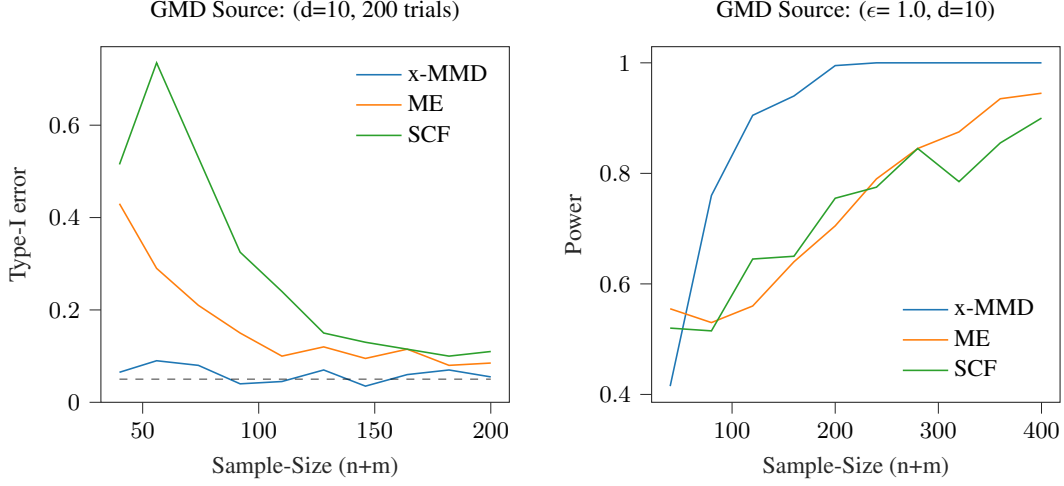 GMD Source: (d=10, 200 trials)
x-MMD
ME
SCF
0.6
0.4
0.2
0
Type-I error
50
100
150
200
Sample-Size (n+m)
GMD Source: (ϵ= 1.0, d=10)
1
0.8
0.6
0.4
Power
x-MMD
ME
SCF
100
200
300
400
Sample-Size (n+m)